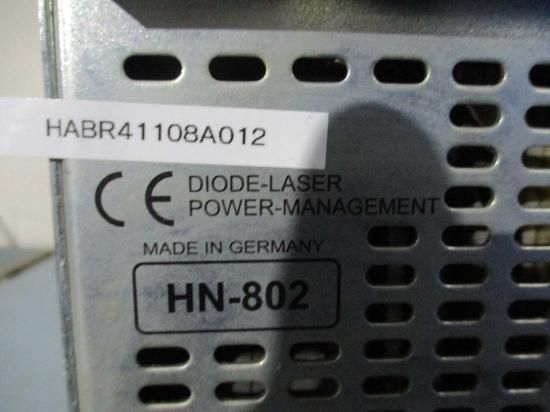 HABR41108A012
CE DIODE-LASER
POWER-MANAGEMENT
MADE IN GERMANY
HN-802